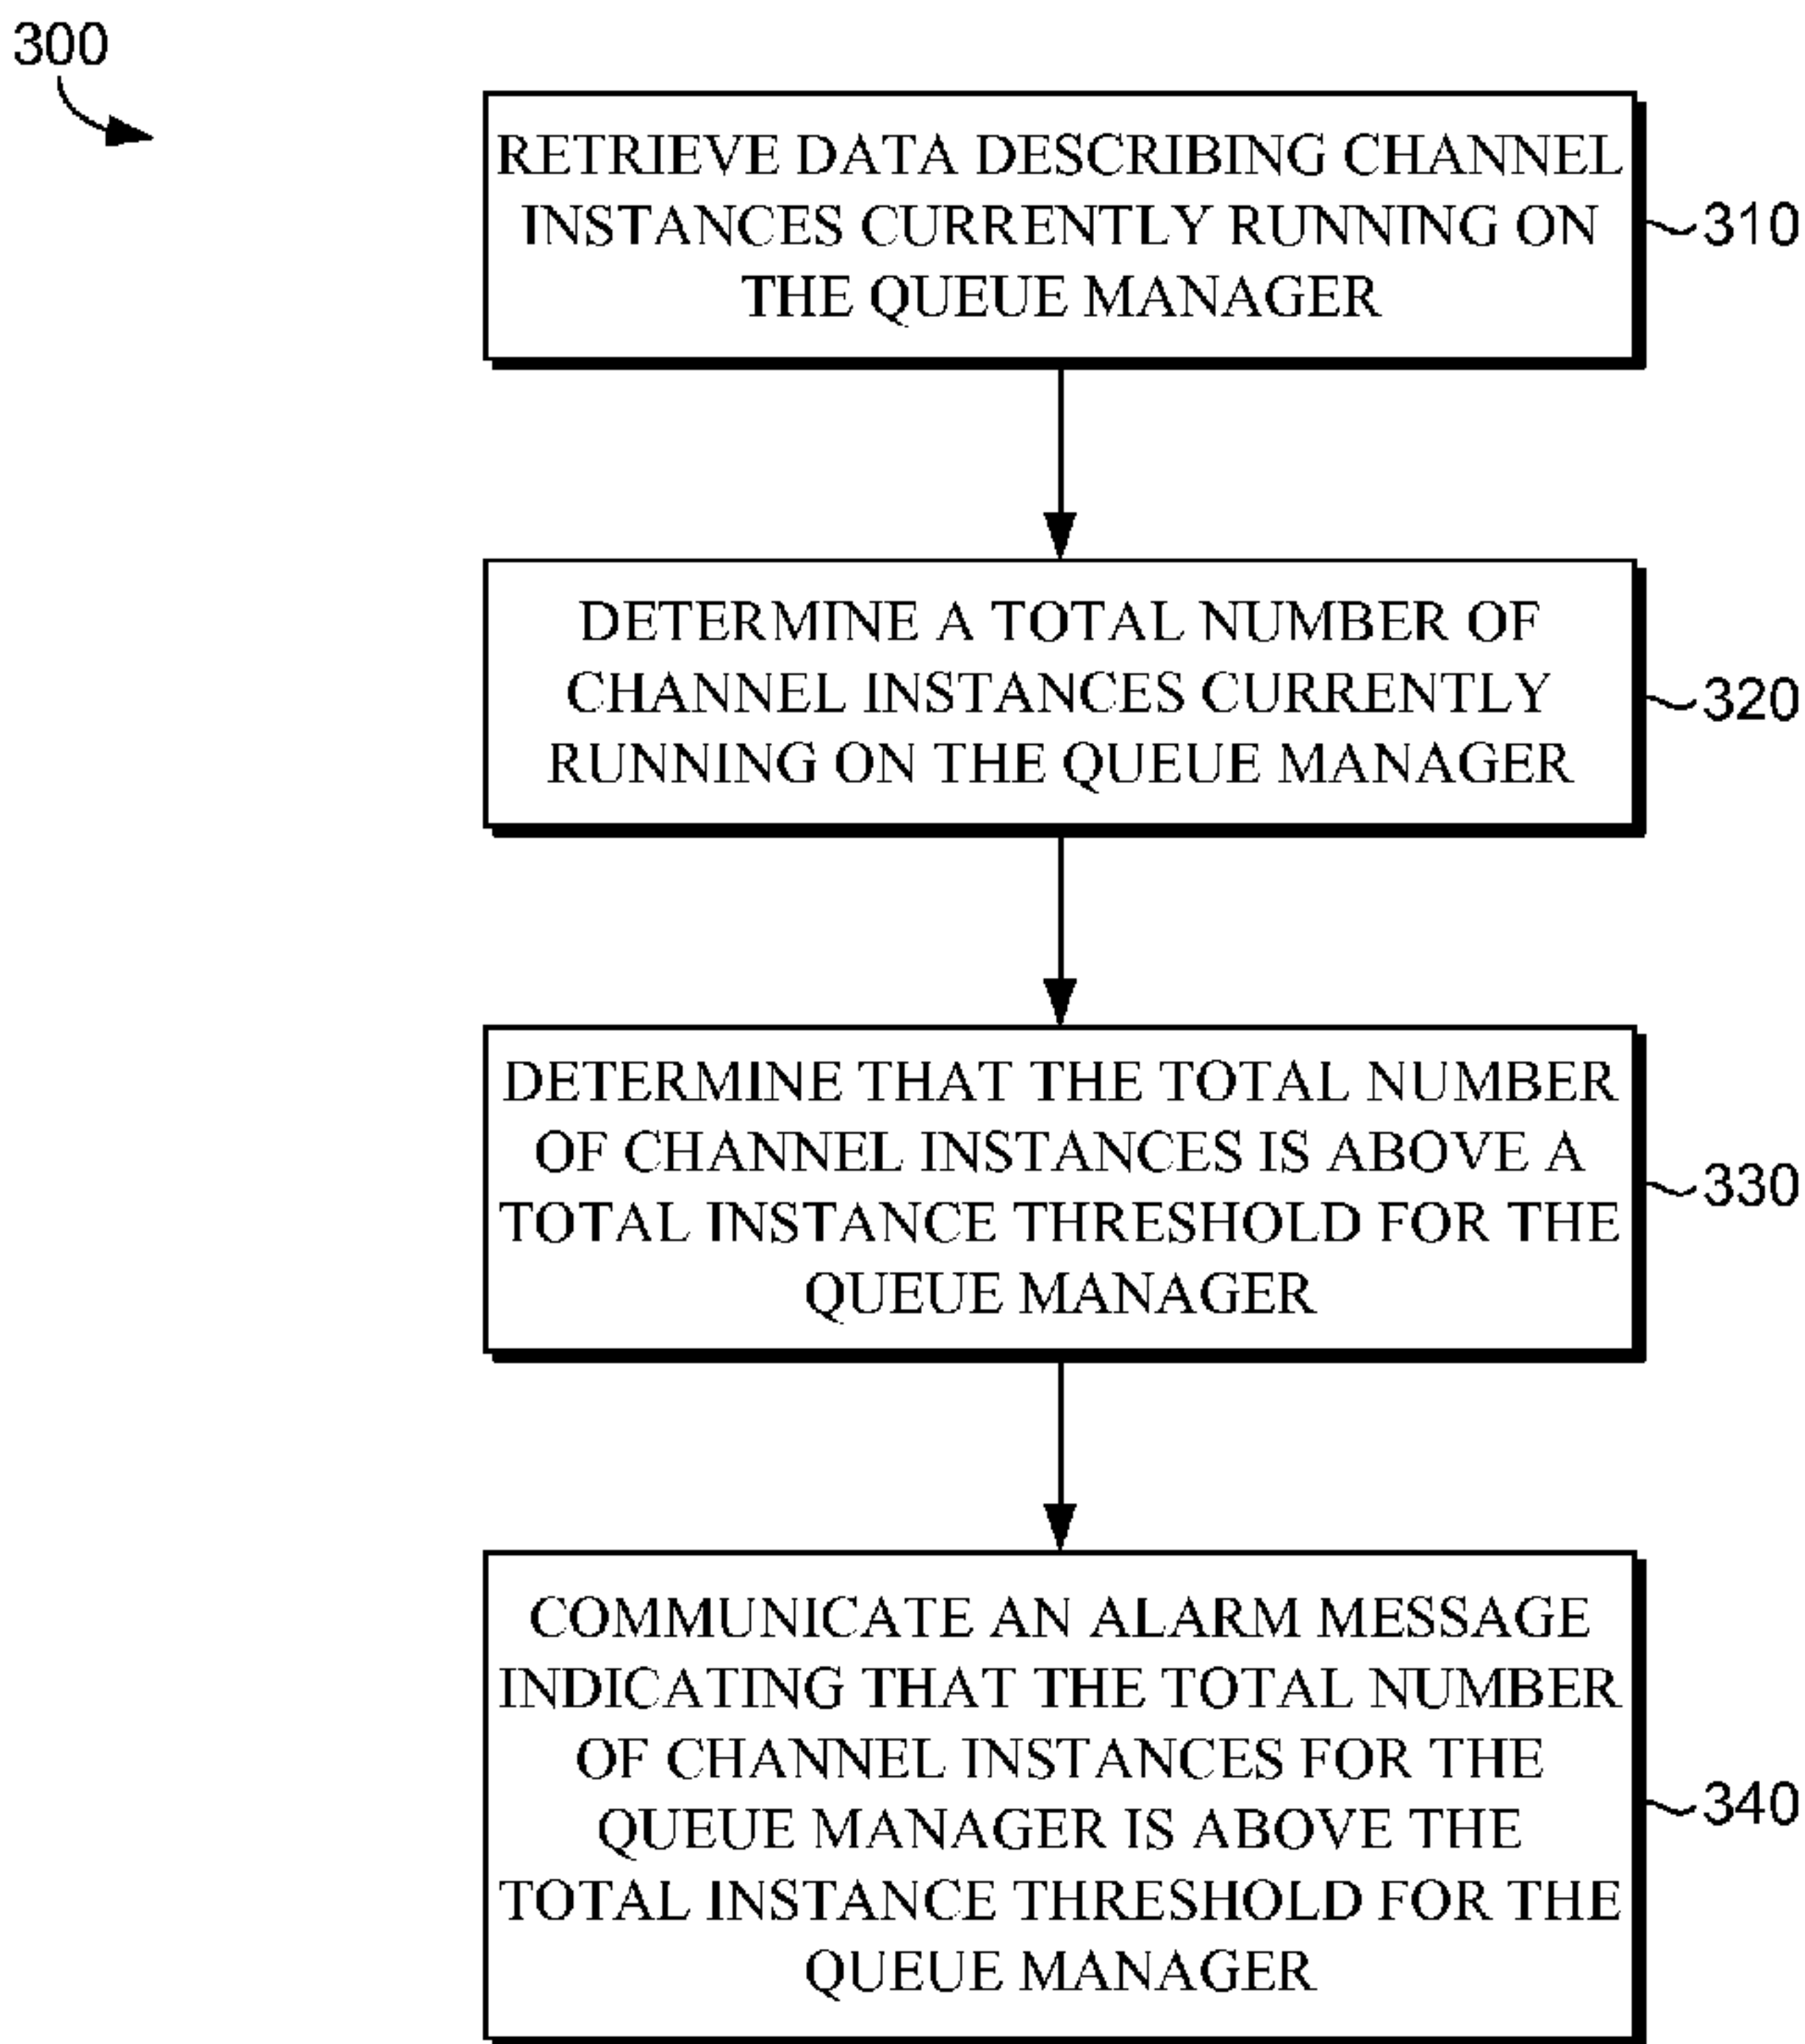 300
RETRIEVE DATA DESCRIBING CHANNEL
INSTANCES CURRENTLY RUNNING ON
THE QUEUE MANAGER
310
DETERMINE A TOTAL NUMBER OF
CHANNEL INSTANCES CURRENTLY
RUNNING ON THE QUEUE MANAGER
320
DETERMINE THAT THE TOTAL NUMBER
OF CHANNEL INSTANCES IS ABOVE A
TOTAL INSTANCE THRESHOLD FOR THE
QUEUE MANAGER
330
COMMUNICATE AN ALARM MESSAGE
INDICATING THAT THE TOTAL NUMBER
OF CHANNEL INSTANCES FOR THE
QUEUE MANAGER IS ABOVE THE
TOTAL INSTANCE THRESHOLD FOR THE
QUEUE MANAGER
340